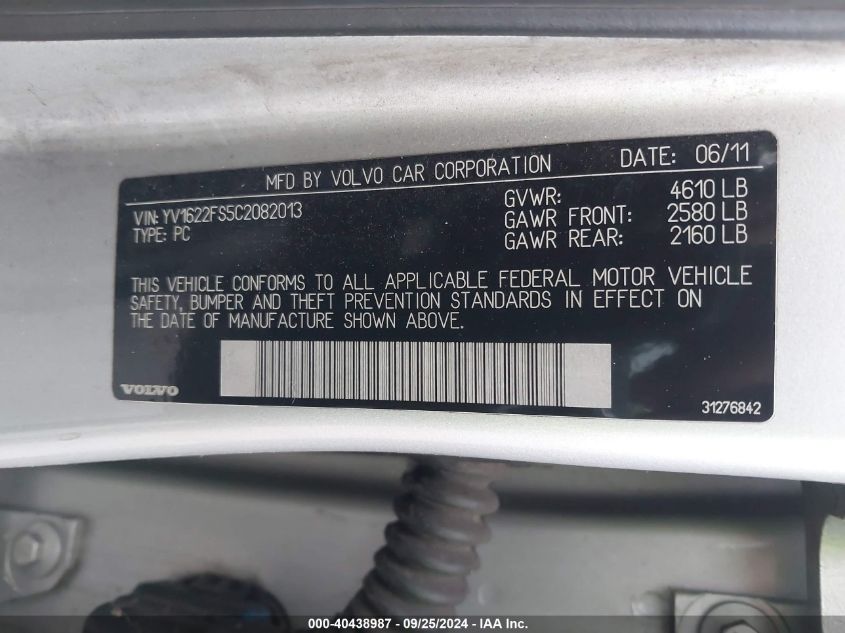 MFD BY VOLVO CAR CORPORATION DATE: 06/11
VIN: YV1622FS5C2082013
TYPE: PC
GVWR: 4610 LB
GAWR FRONT: 2580 LB
GAWR REAR: 2160 LB
THIS VEHICLE CONFORMS TO ALL APPLICABLE FEDERAL MOTOR VEHICLE
SAFETY, BUMPER AND THEFT PREVENTION STANDARDS IN EFFECT ON
THE DATE OF MANUFACTURE SHOWN ABOVE.
VOLVO
31276842
000-40438987 - 09/25/2024 - IAA Inc.